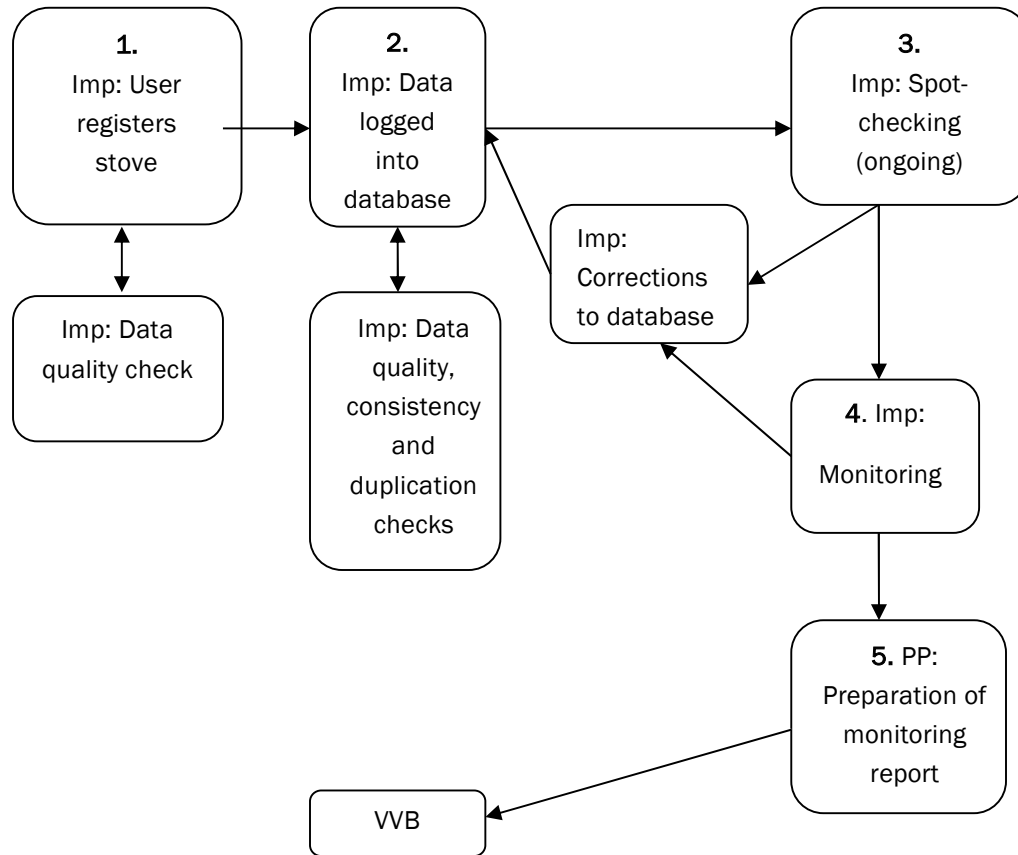 1.
Imp: User
registers
stove
2.
Imp: Data
logged
into
database
3.
Imp: Spot-
checking
(ongoing)
Imp:
Corrections
to database
Imp: Data
quality check
Imp: Data
quality,
consistency
and
duplication
checks
4. Imp:
Monitoring
5. PP:
Preparation of
monitoring
report
VVB